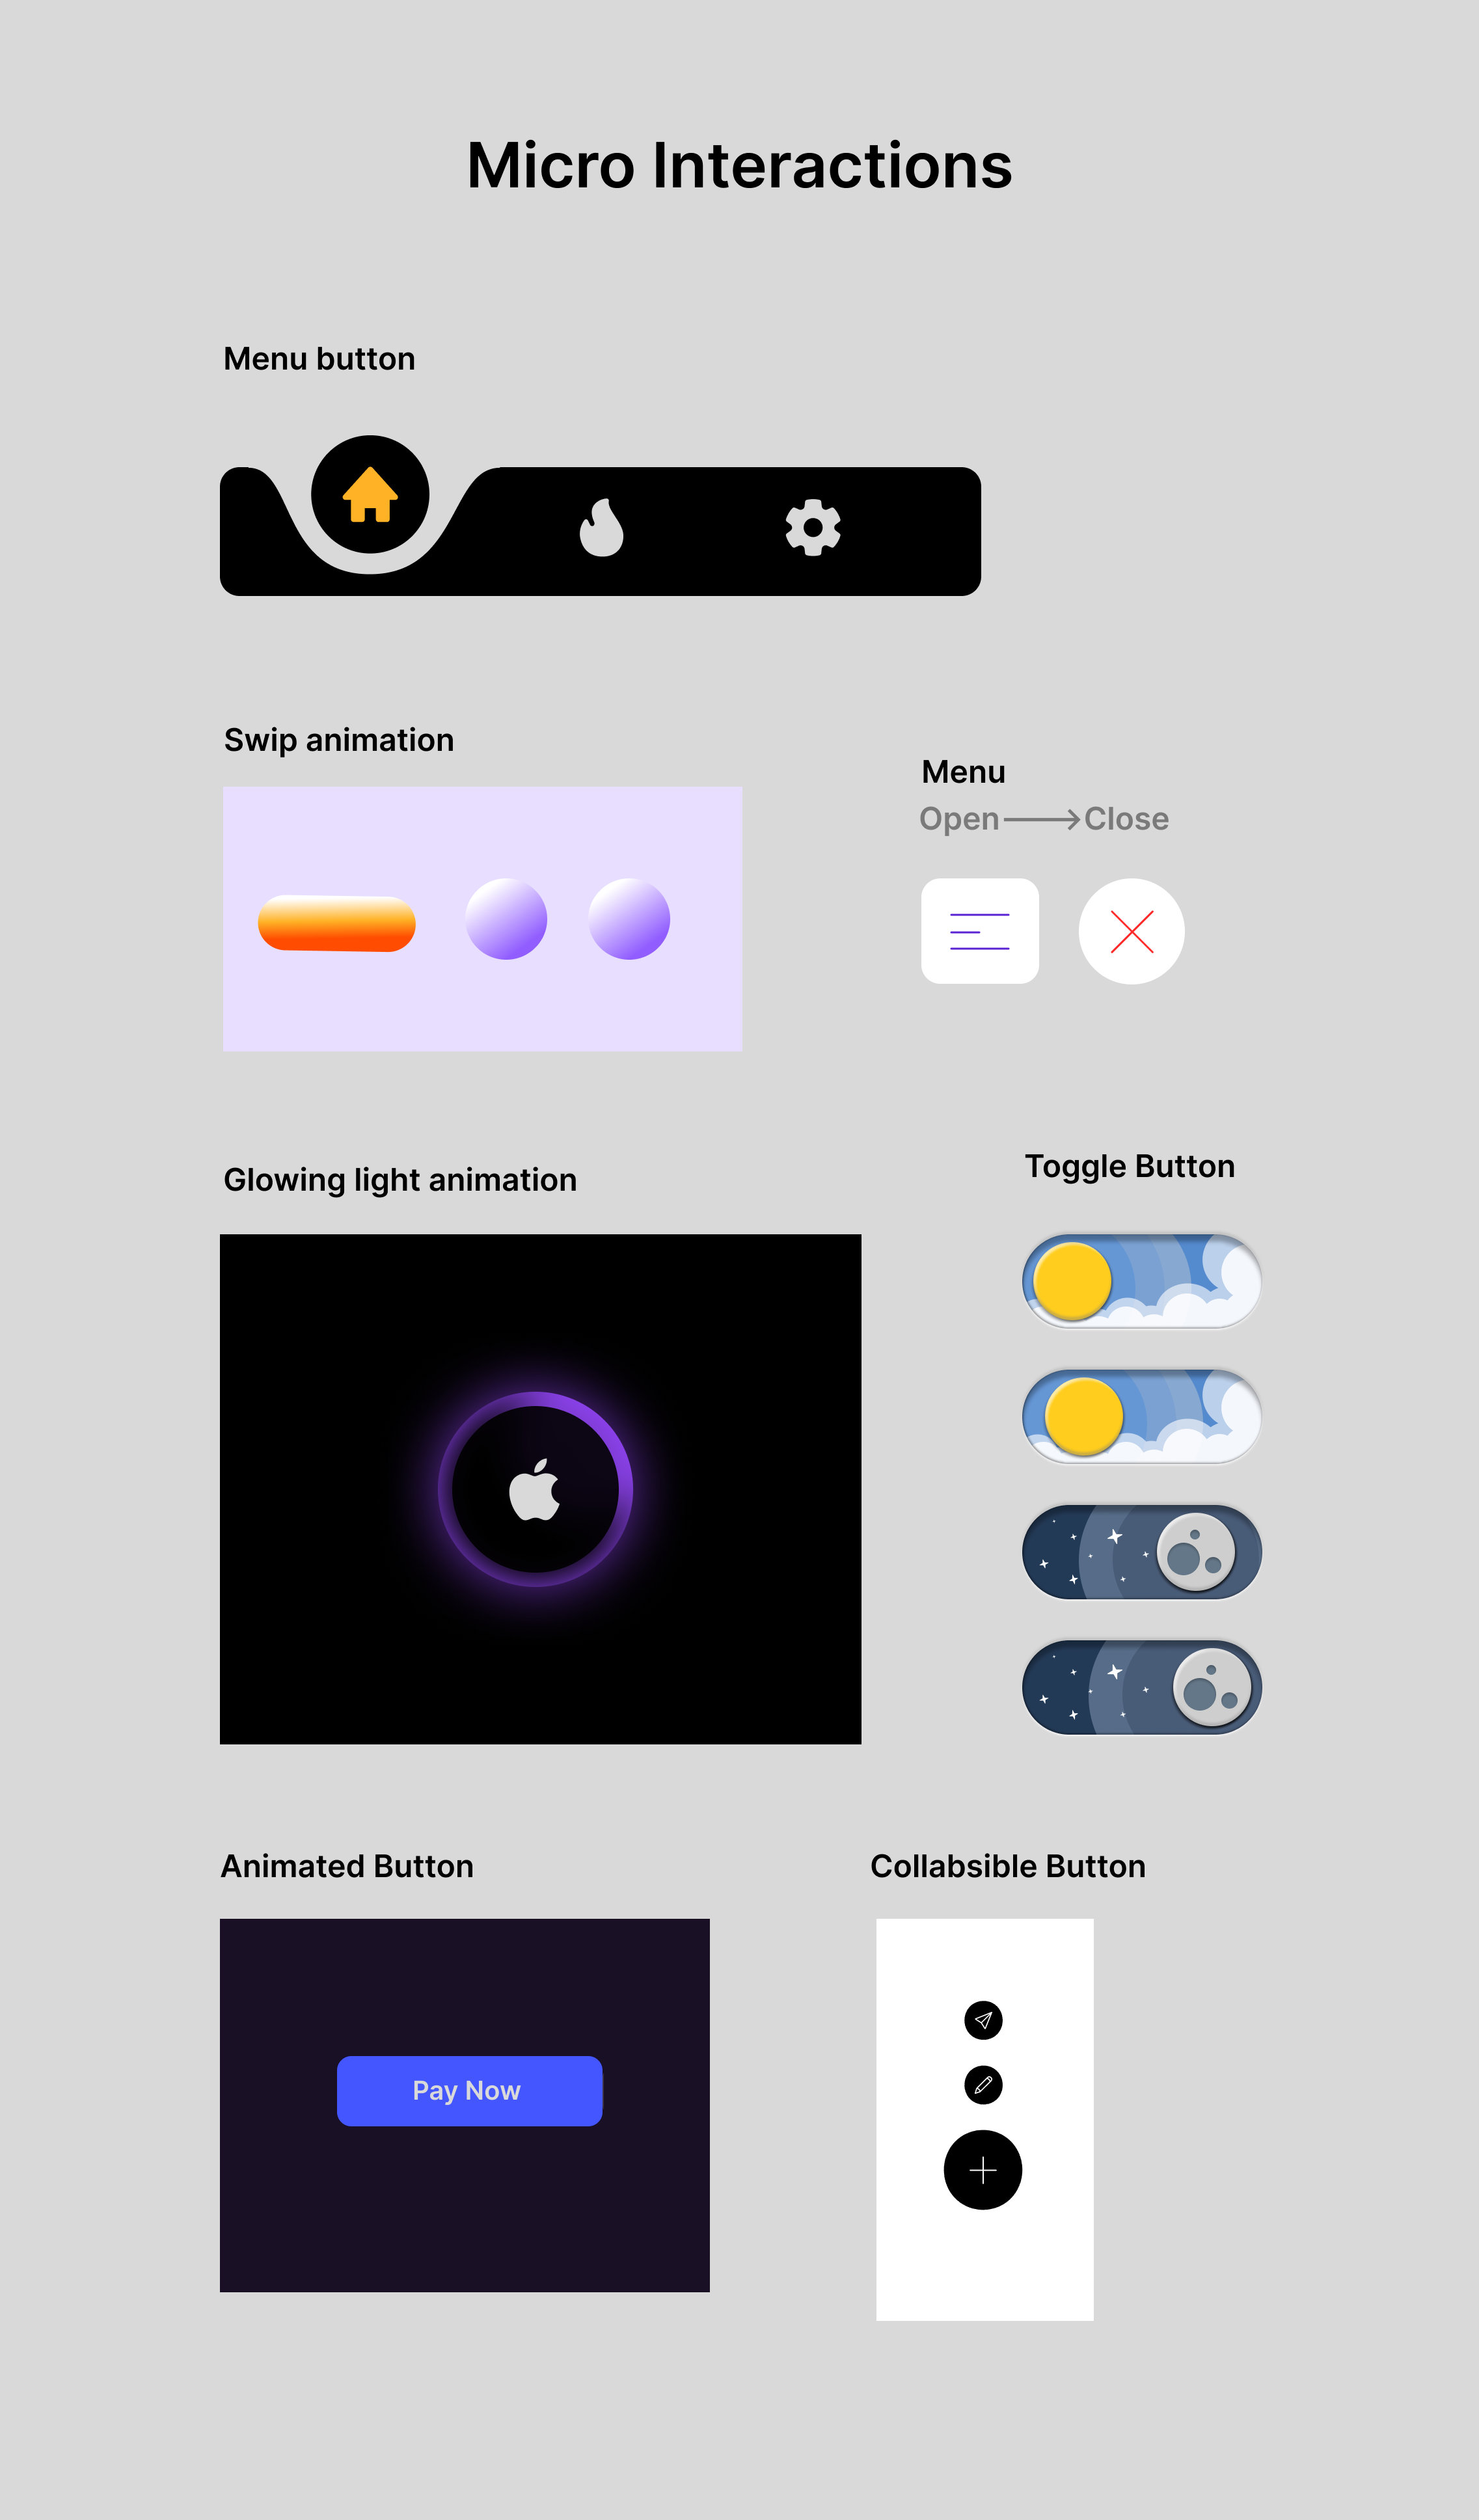 Micro Interactions
Menu button
Swip animation
Menu
Open Close
Glowing light animation
Toggle Button
Animated Button
Pay Now
Collabsible Button